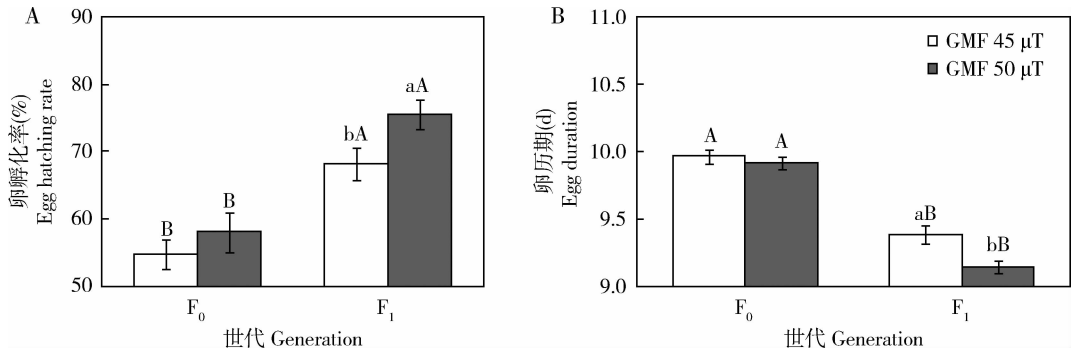 A
卵孵化率(%)
Egg hatching rate
90
80
70
60
50
B
B
bA
aA
F0
F1
世代 Generation
B
卵历期(d)
Egg duration
11.0
10.5
10.0
9.5
9.0
GMF 45 μT
GMF 50 μT
A
A
aB
bB
F0
F1
世代 Generation